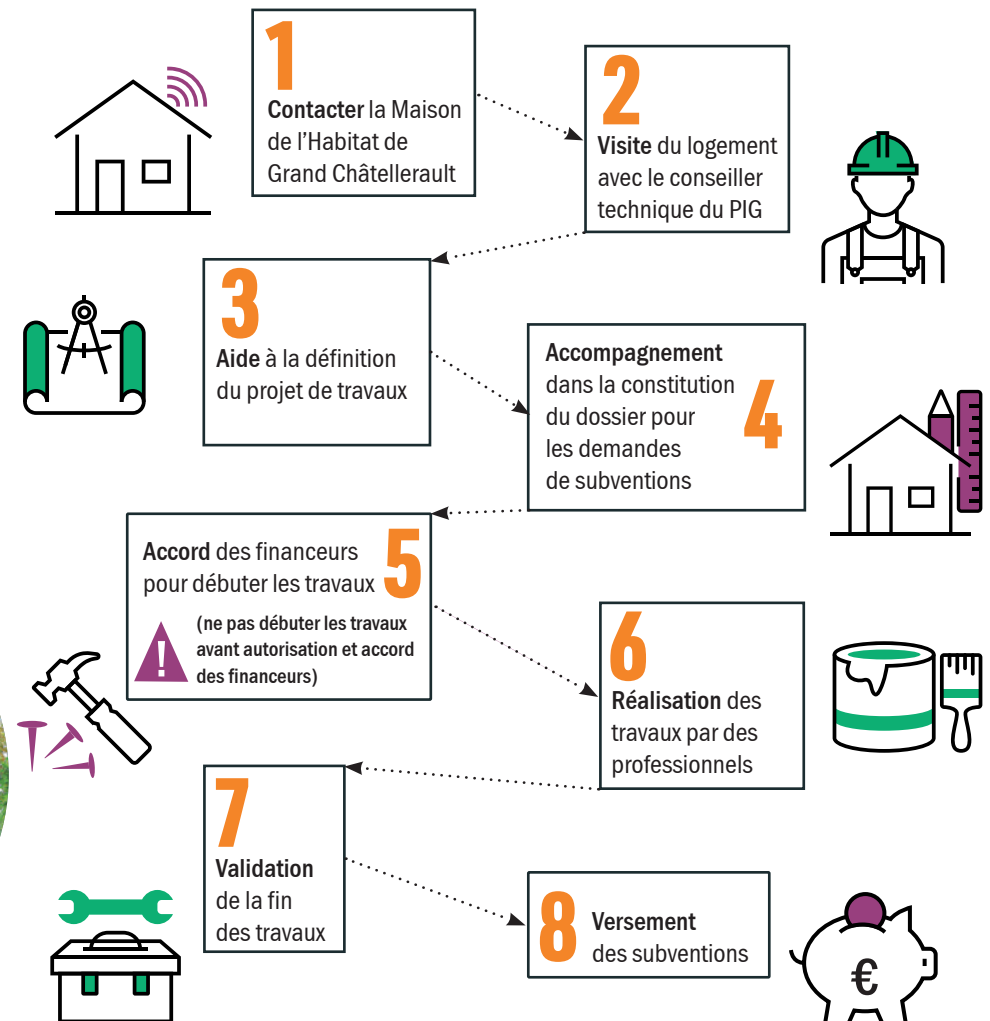 1
Contacter la Maison
de l'Habitat de
Grand Châtellerault
2
Visite du logement
avec le conseiller
technique du PIG
3
Aide à la définition
du projet de travaux
4
Accompagnement
dans la constitution
du dossier pour
les demandes
de subventions
5
Accord des financeurs
pour débuter les travaux
!
(ne pas débuter les travaux
avant autorisation et accord
des financeurs)
6
Réalisation des
travaux par des
professionnels
7
Validation
de la fin
des travaux
8
Versement
des subventions
€